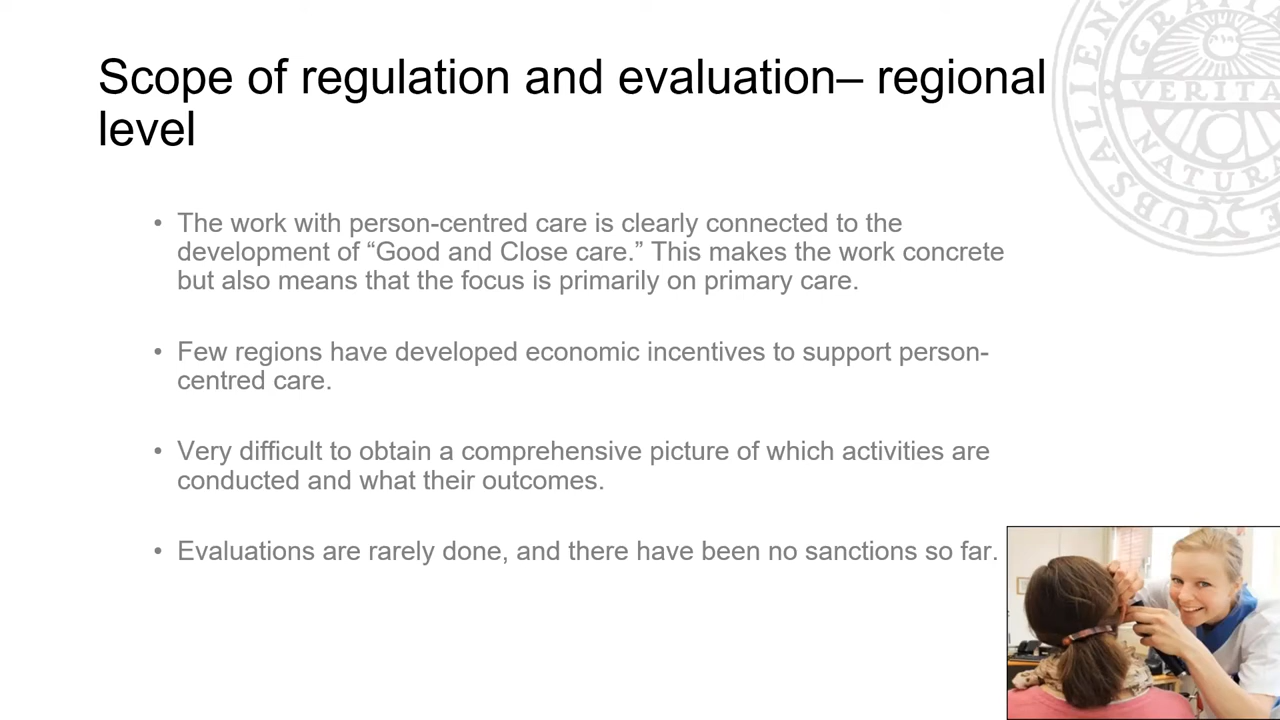 Scope of regulation and evaluation– regional
level
• The work with person-centred care is clearly connected to the
development of “Good and Close care.” This makes the work concrete
but also means that the focus is primarily on primary care.
• Few regions have developed economic incentives to support person-
centred care.
• Very difficult to obtain a comprehensive picture of which activities are
conducted and what their outcomes.
• Evaluations are rarely done, and there have been no sanctions so far.
GRATIA
VERITA
NATURA
UBSALIENS